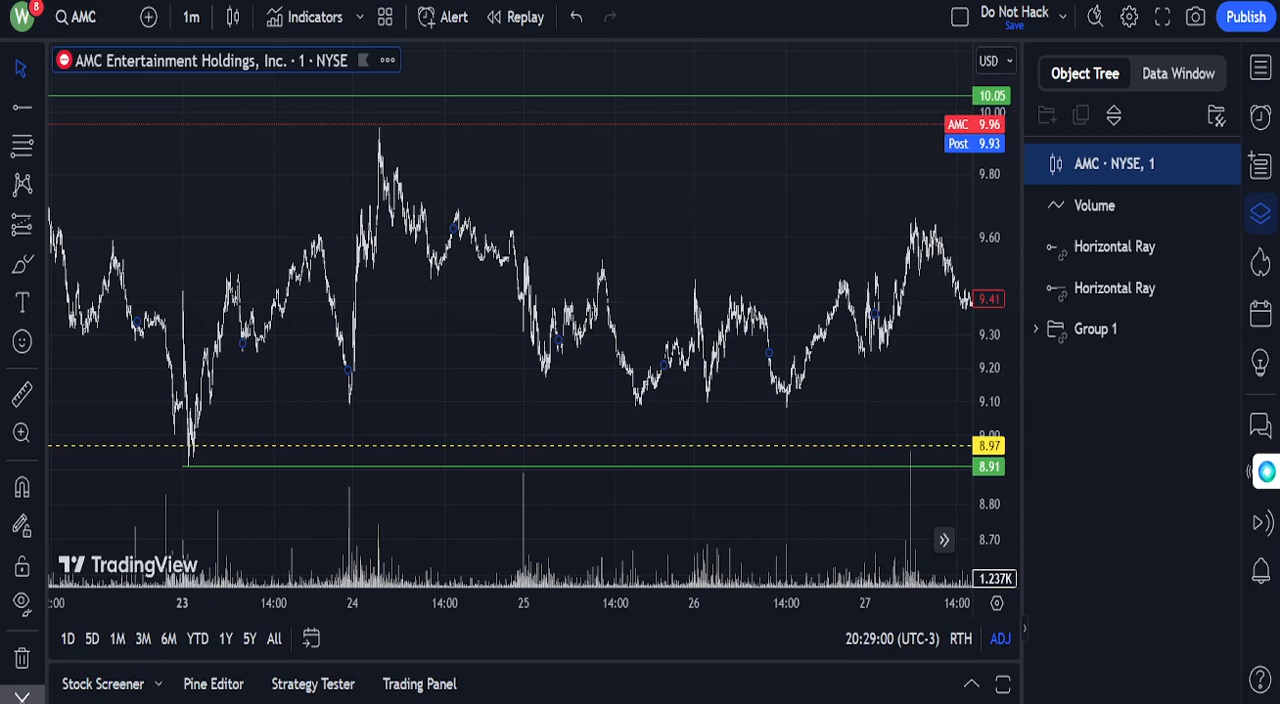 W 8 AMC 1m Indicators Alert Replay Do Not Hack Save Publish
AMC Entertainment Holdings, Inc. · 1 · NYSE USD
Object Tree Data Window
10.05
10.00
AMC 9.96
Post 9.93
AMC · NYSE, 1
9.80
Volume
9.60
Horizontal Ray
Horizontal Ray
9.41
Group 1
9.30
9.20
9.10
9.00
8.97
8.91
8.80
8.70
TradingView
1.237K
:00 23 14:00 24 14:00 25 14:00 26 14:00 27 14:00
1D 5D 1M 3M 6M YTD 1Y 5Y All 20:29:00 (UTC-3) RTH ADJ
Stock Screener Pine Editor Strategy Tester Trading Panel